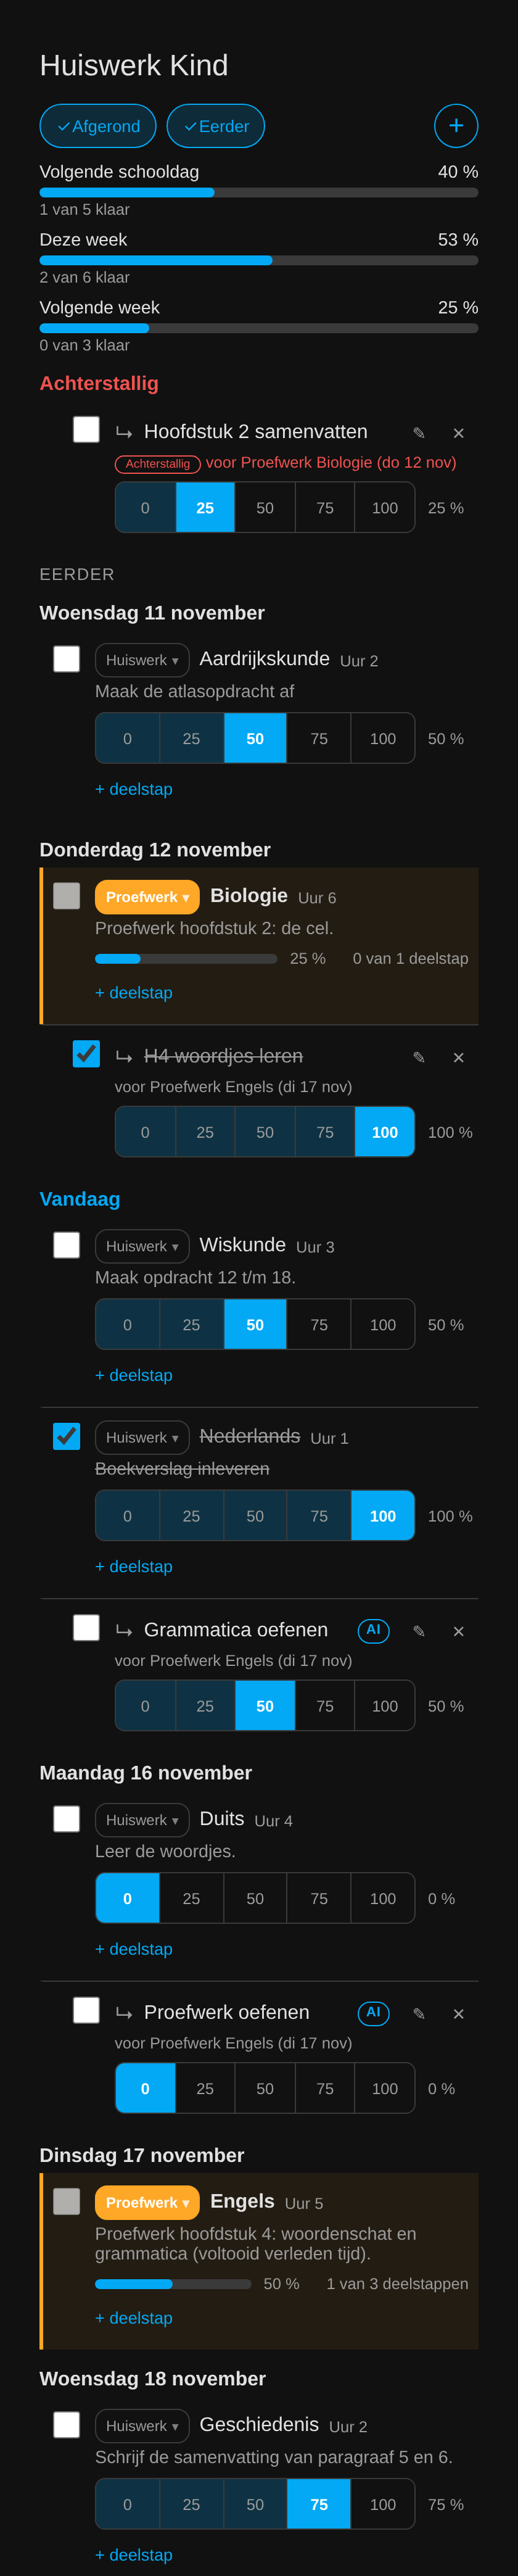 Huiswerk Kind
✓Afgerond ✓Eerder +
Volgende schooldag 40 %
1 van 5 klaar
Deze week 53 %
2 van 6 klaar
Volgende week 25 %
0 van 3 klaar
Achterstallig
↳ Hoofdstuk 2 samenvatten ✎ ✕
Achterstallig voor Proefwerk Biologie (do 12 nov)
0 25 50 75 100 25 %
EERDER
Woensdag 11 november
Huiswerk ▾ Aardrijkskunde Uur 2
Maak de atlasopdracht af
0 25 50 75 100 50 %
+ deelstap
Donderdag 12 november
Proefwerk ▾ Biologie Uur 6
Proefwerk hoofdstuk 2: de cel.
25 % 0 van 1 deelstap
+ deelstap
↳ H4 woordjes leren ✎ ✕
voor Proefwerk Engels (di 17 nov)
0 25 50 75 100 100 %
Vandaag
Huiswerk ▾ Wiskunde Uur 3
Maak opdracht 12 t/m 18.
0 25 50 75 100 50 %
+ deelstap
Huiswerk ▾ Nederlands Uur 1
Boekverslag inleveren
0 25 50 75 100 100 %
+ deelstap
↳ Grammatica oefenen AI ✎ ✕
voor Proefwerk Engels (di 17 nov)
0 25 50 75 100 50 %
Maandag 16 november
Huiswerk ▾ Duits Uur 4
Leer de woordjes.
0 25 50 75 100 0 %
+ deelstap
↳ Proefwerk oefenen AI ✎ ✕
voor Proefwerk Engels (di 17 nov)
0 25 50 75 100 0 %
Dinsdag 17 november
Proefwerk ▾ Engels Uur 5
Proefwerk hoofdstuk 4: woordenschat en
grammatica (voltooid verleden tijd).
50 % 1 van 3 deelstappen
+ deelstap
Woensdag 18 november
Huiswerk ▾ Geschiedenis Uur 2
Schrijf de samenvatting van paragraaf 5 en 6.
0 25 50 75 100 75 %
+ deelstap